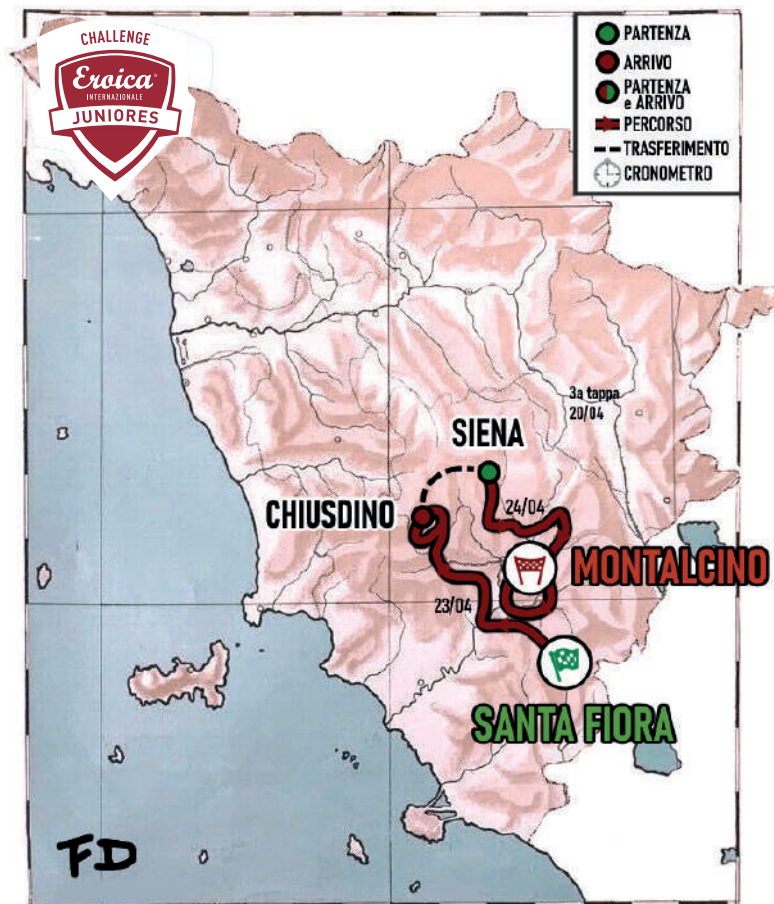 CHALLENGE
Eroica
INTERNAZIONALE
JUNIORES
PARTENZA
ARRIVO
PARTENZA
e ARRIVO
PERCORSO
TRASFERIMENTO
CRONOMETRO
3a tappa
20/04
SIENA
CHIUSDINO
24/04
MONTALCINO
23/04
SANTA FIORA
FD